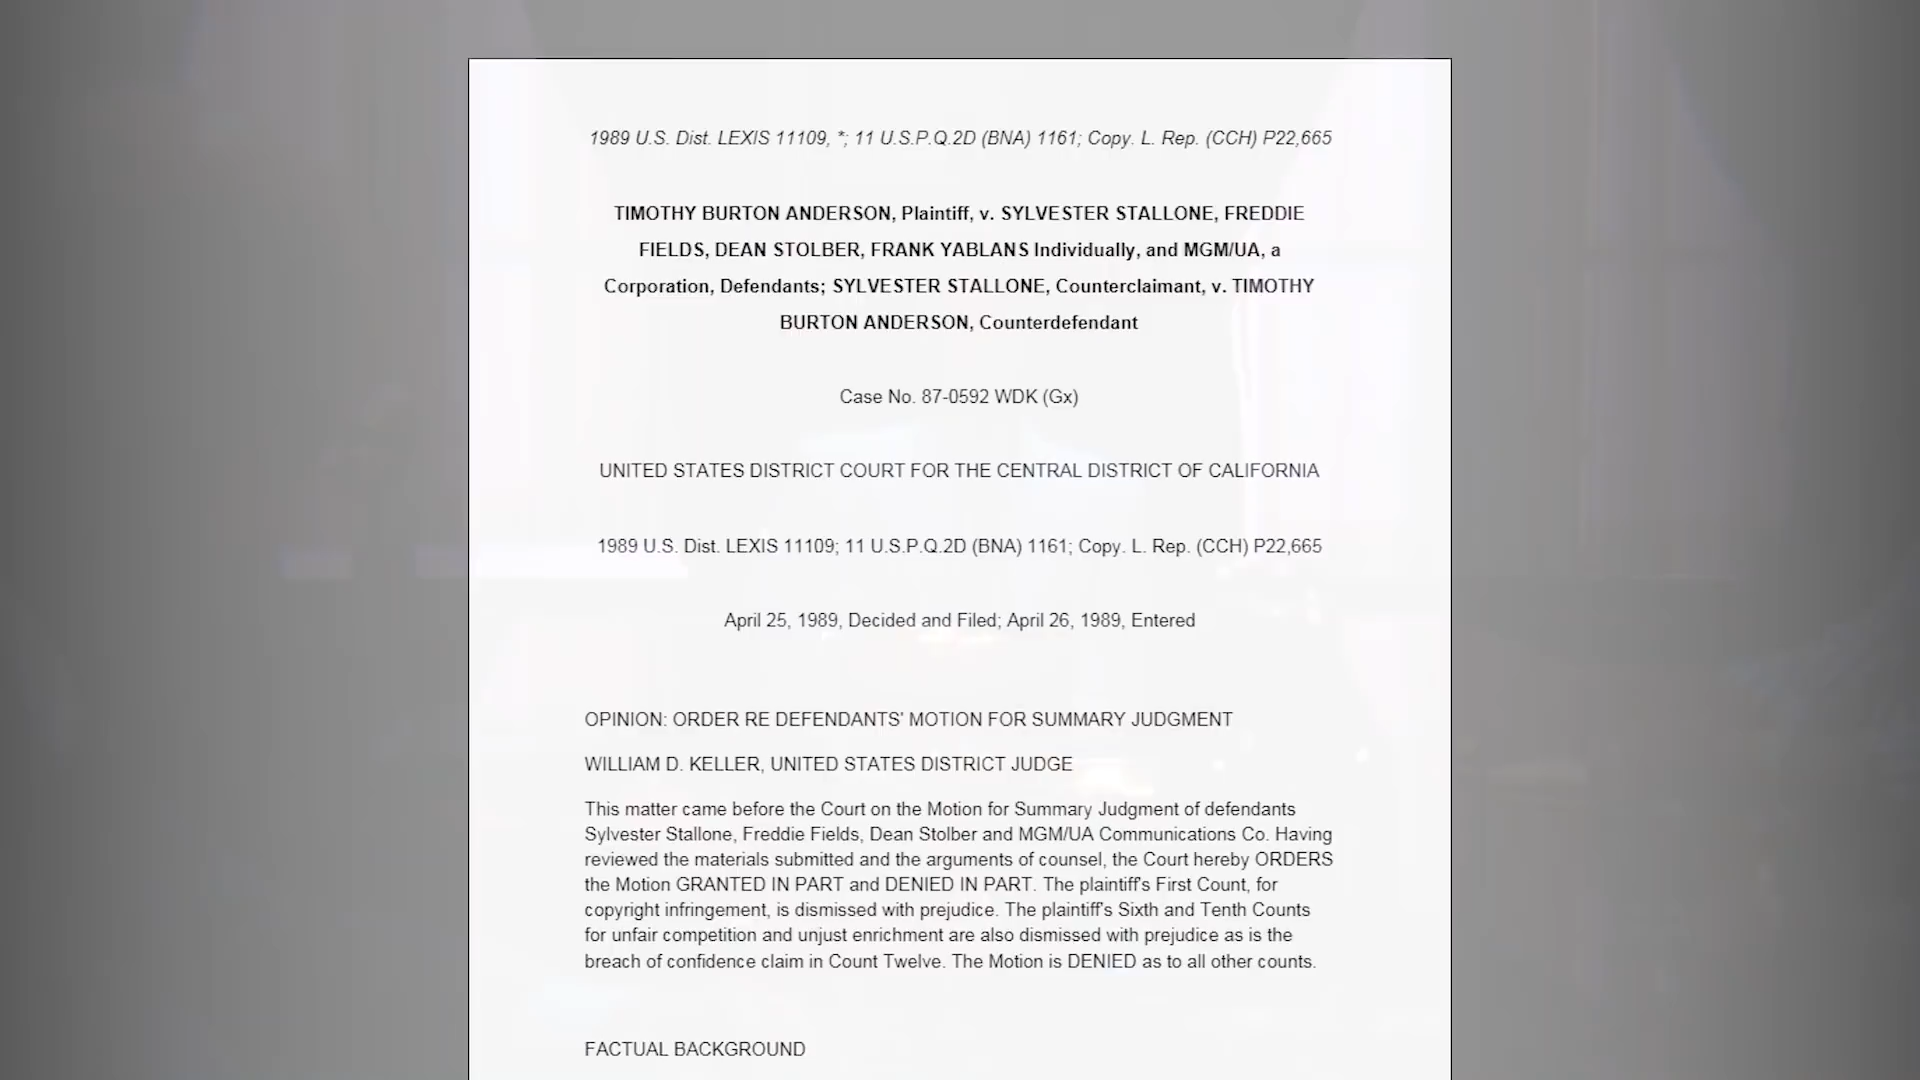 1989 U.S. Dist. LEXIS 11109, *; 11 U.S.P.Q.2D (BNA) 1161; Copy. L. Rep. (CCH) P22,665
TIMOTHY BURTON ANDERSON, Plaintiff, v. SYLVESTER STALLONE, FREDDIE
FIELDS, DEAN STOLBER, FRANK YABLANS Individually, and MGM/UA, a
Corporation, Defendants; SYLVESTER STALLONE, Counterclaimant, v. TIMOTHY
BURTON ANDERSON, Counterdefendant
Case No. 87-0592 WDK (Gx)
UNITED STATES DISTRICT COURT FOR THE CENTRAL DISTRICT OF CALIFORNIA
1989 U.S. Dist. LEXIS 11109; 11 U.S.P.Q.2D (BNA) 1161; Copy. L. Rep. (CCH) P22,665
April 25, 1989, Decided and Filed; April 26, 1989, Entered
OPINION: ORDER RE DEFENDANTS' MOTION FOR SUMMARY JUDGMENT
WILLIAM D. KELLER, UNITED STATES DISTRICT JUDGE
This matter came before the Court on the Motion for Summary Judgment of defendants
Sylvester Stallone, Freddie Fields, Dean Stolber and MGM/UA Communications Co. Having
reviewed the materials submitted and the arguments of counsel, the Court hereby ORDERS
the Motion GRANTED IN PART and DENIED IN PART. The plaintiff's First Count, for
copyright infringement, is dismissed with prejudice. The plaintiff's Sixth and Tenth Counts
for unfair competition and unjust enrichment are also dismissed with prejudice as is the
breach of confidence claim in Count Twelve. The Motion is DENIED as to all other counts.
FACTUAL BACKGROUND